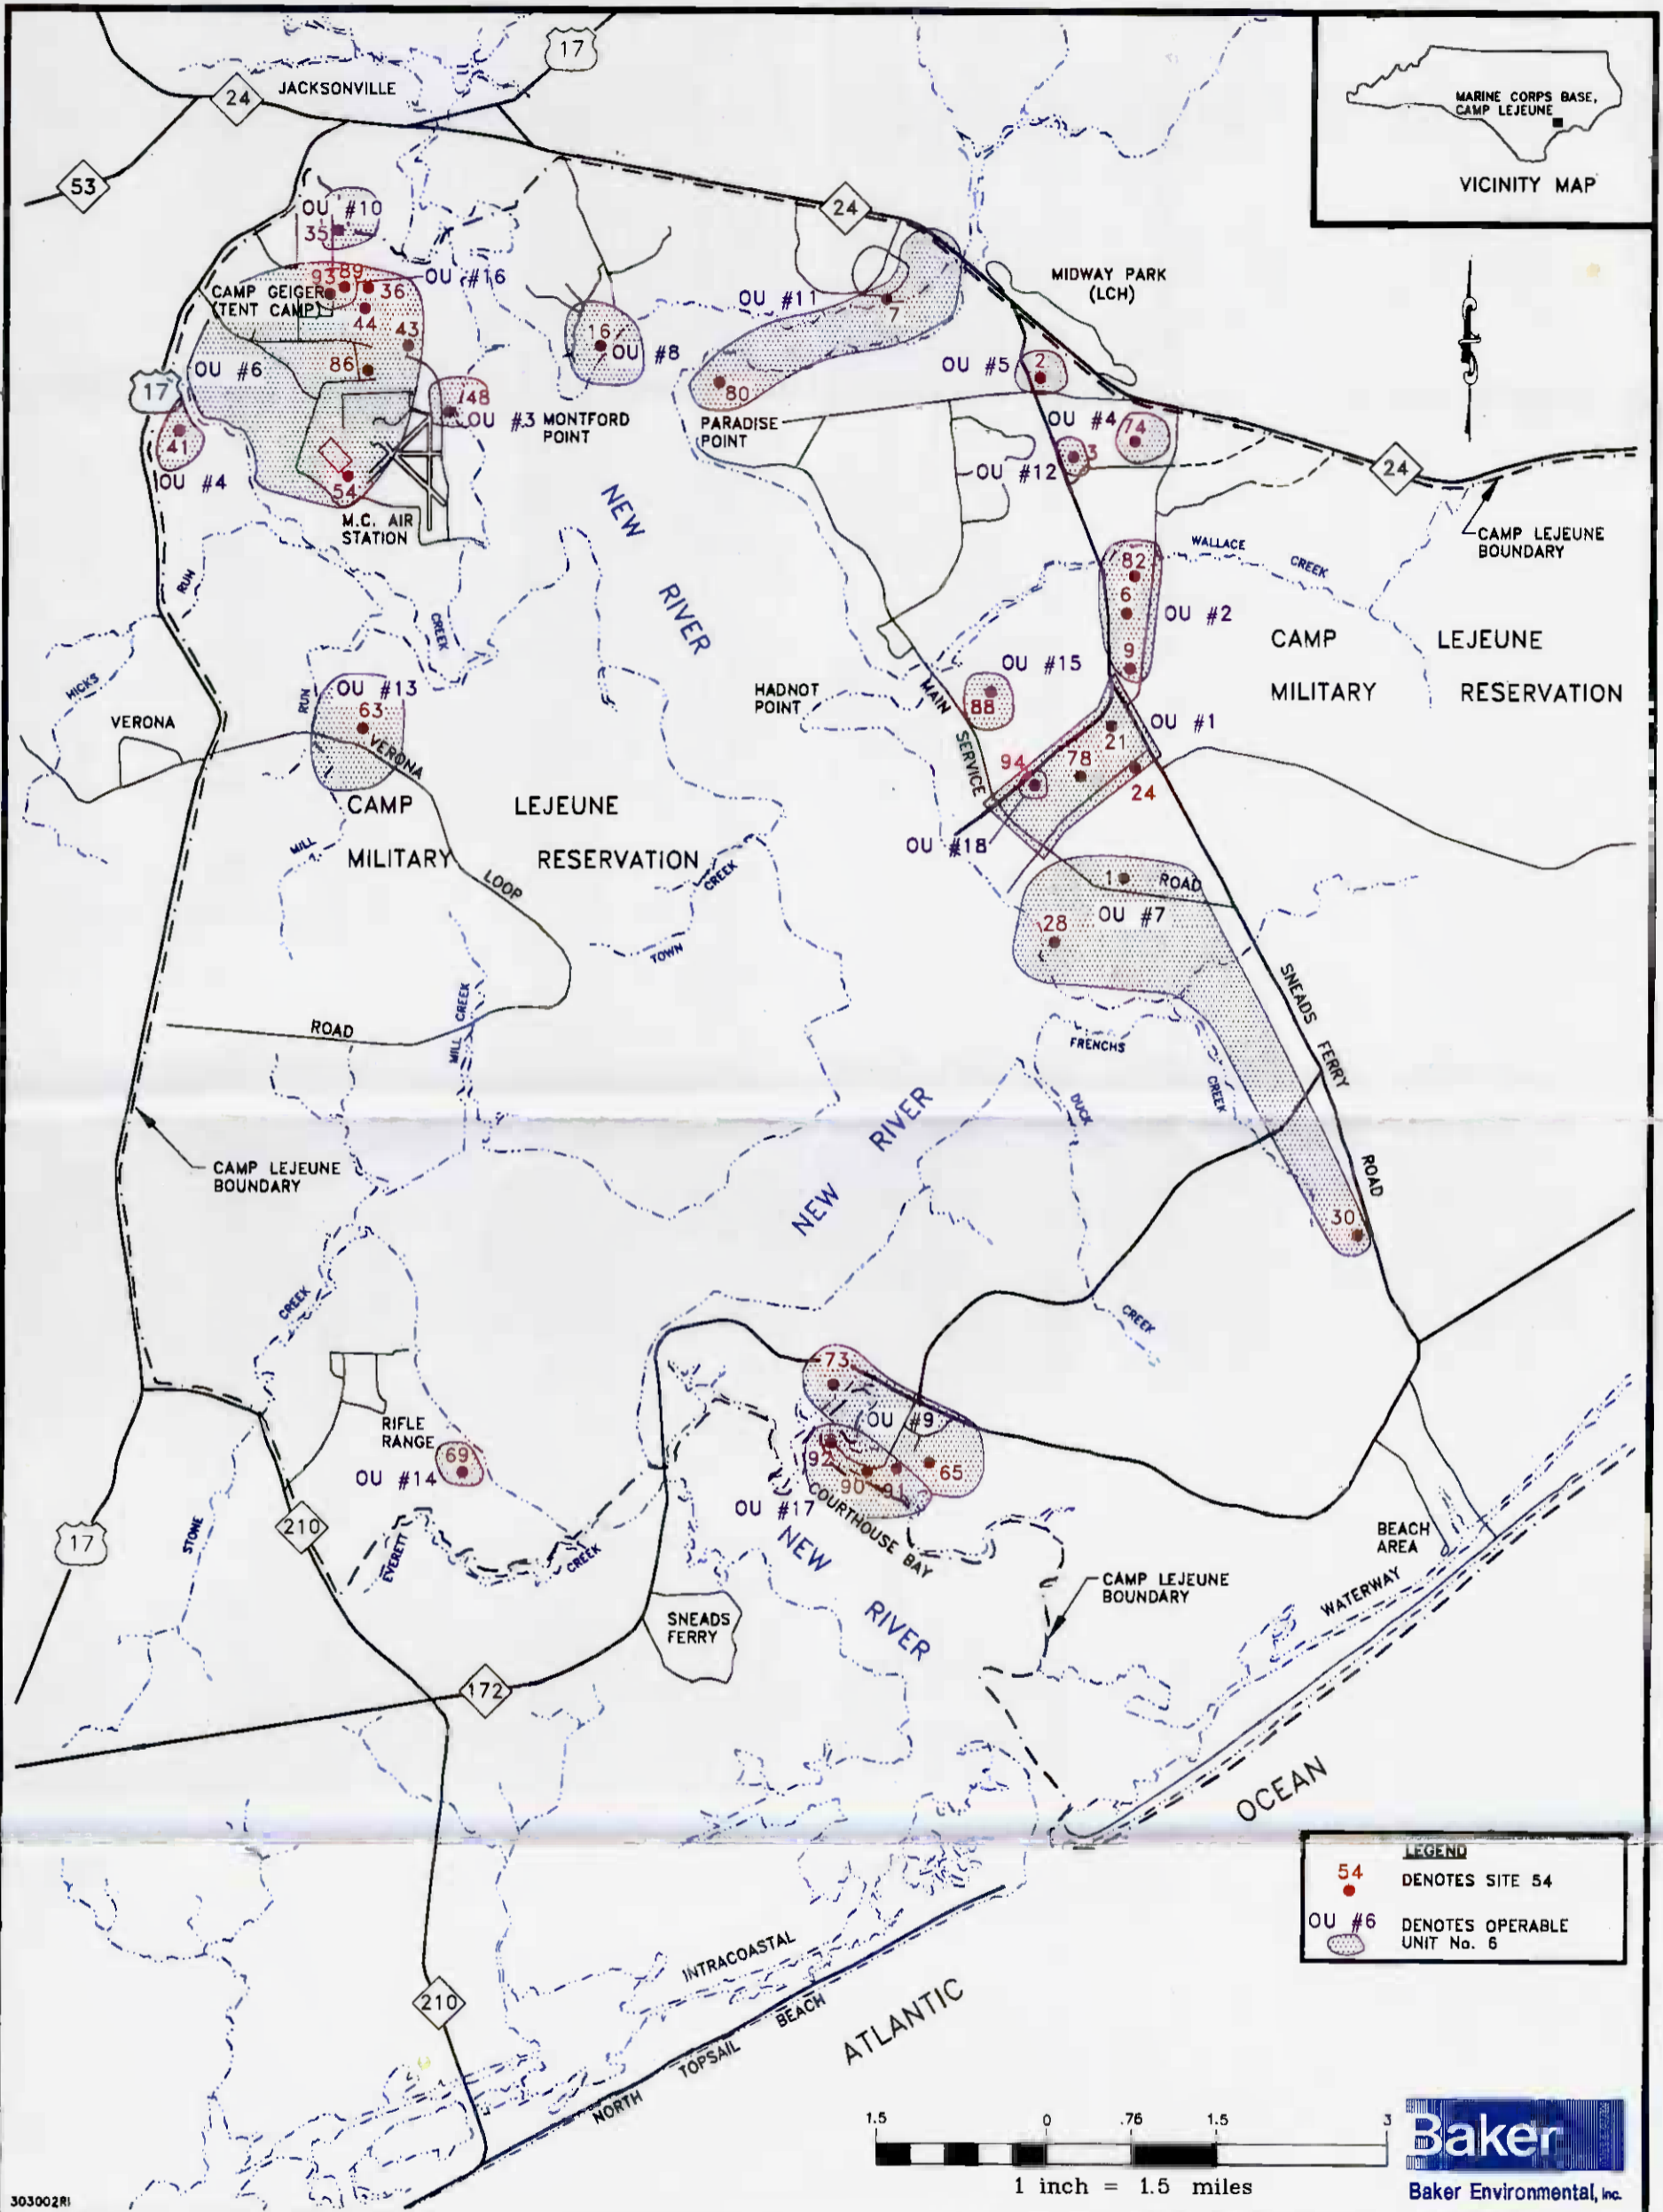 17
24
JACKSONVILLE
53
MARINE CORPS BASE,
CAMP LEJEUNE
VICINITY MAP
24
OU #10
35
93 89
OU #16
36
CAMP GEIGER
(TENT CAMP)
44
43
86
OU #6
17
41
OU #4
48
OU #3
54
M.C. AIR
STATION
MONTFORD
POINT
16
OU #8
OU #11
7
80
PARADISE
POINT
MIDWAY PARK
(LCH)
OU #5
2
OU #4
74
OU #12
3
24
CAMP LEJEUNE
BOUNDARY
NEW
RIVER
WALLACE
CREEK
82
6
9
OU #2
CAMP LEJEUNE
MILITARY RESERVATION
RUN
CREEK
HICKS
RUN
VERONA
OU #13
63
VERONA
LOOP
ROAD
CAMP LEJEUNE
MILITARY RESERVATION
MILL
TOWN
CREEK
MILL CREEK
HADNOT
POINT
MAIN
SERVICE
ROAD
OU #15
88
OU #1
21
78
24
94
OU #18
1
28
OU #7
30
SNEADS
FERRY
ROAD
FRENCHS
CREEK
DUCK
CREEK
NEW RIVER
CAMP LEJEUNE
BOUNDARY
CREEK
STONE
17
RIFLE
RANGE
69
OU #14
210
EVERETT
CREEK
73
OU #9
92
90
91
65
OU #17
COURTHOUSE BAY
NEW
RIVER
CAMP LEJEUNE
BOUNDARY
BEACH
AREA
WATERWAY
SNEADS
FERRY
172
OCEAN
ATLANTIC
INTRACOASTAL
NORTH TOPSAIL BEACH
210
LEGEND
54
DENOTES SITE 54
OU #6
DENOTES OPERABLE
UNIT No. 6
1.5 0 .75 1.5 3
1 inch = 1.5 miles
Baker
Baker Environmental, Inc.
303002RI